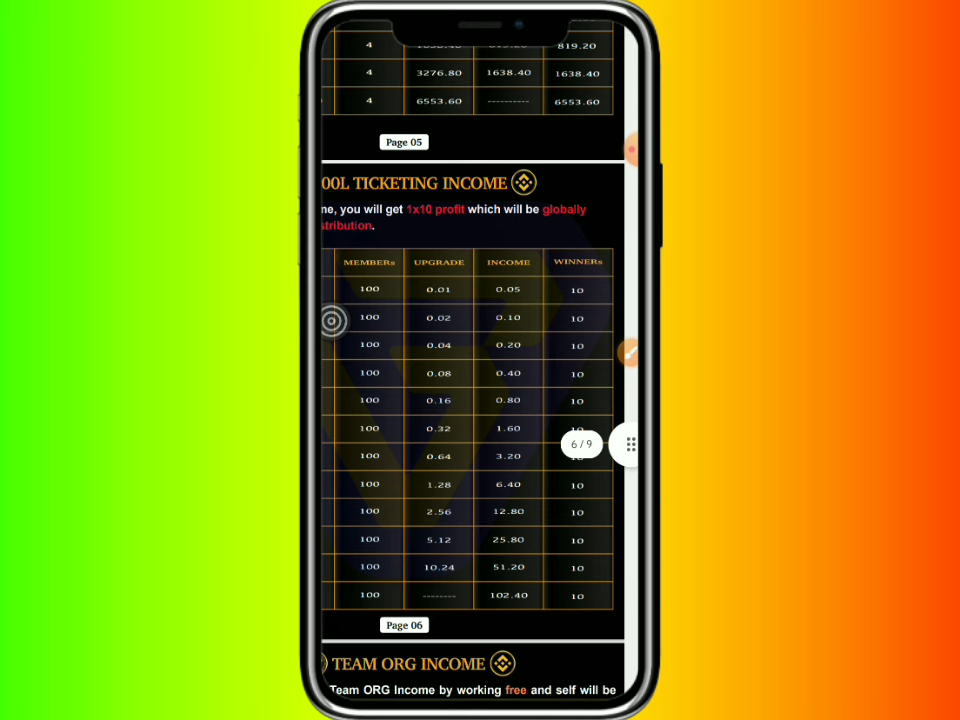 819.20
4 3276.80 1638.40 1638.40
4 6553.60 ---------- 6553.60
Page 05
OOL TICKETING INCOME
me, you will get 1x10 profit which will be globally
stribution.
MEMBERs UPGRADE INCOME WINNERs
100 0.01 0.05 10
100 0.02 0.10 10
100 0.04 0.20 10
100 0.08 0.40 10
100 0.16 0.80 10
100 0.32 1.60 10
6 / 9
100 0.64 3.20
100 1.28 6.40 10
100 2.56 12.80 10
100 5.12 25.80 10
100 10.24 51.20 10
100 -------- 102.40 10
Page 06
TEAM ORG INCOME
Team ORG Income by working free and self will be